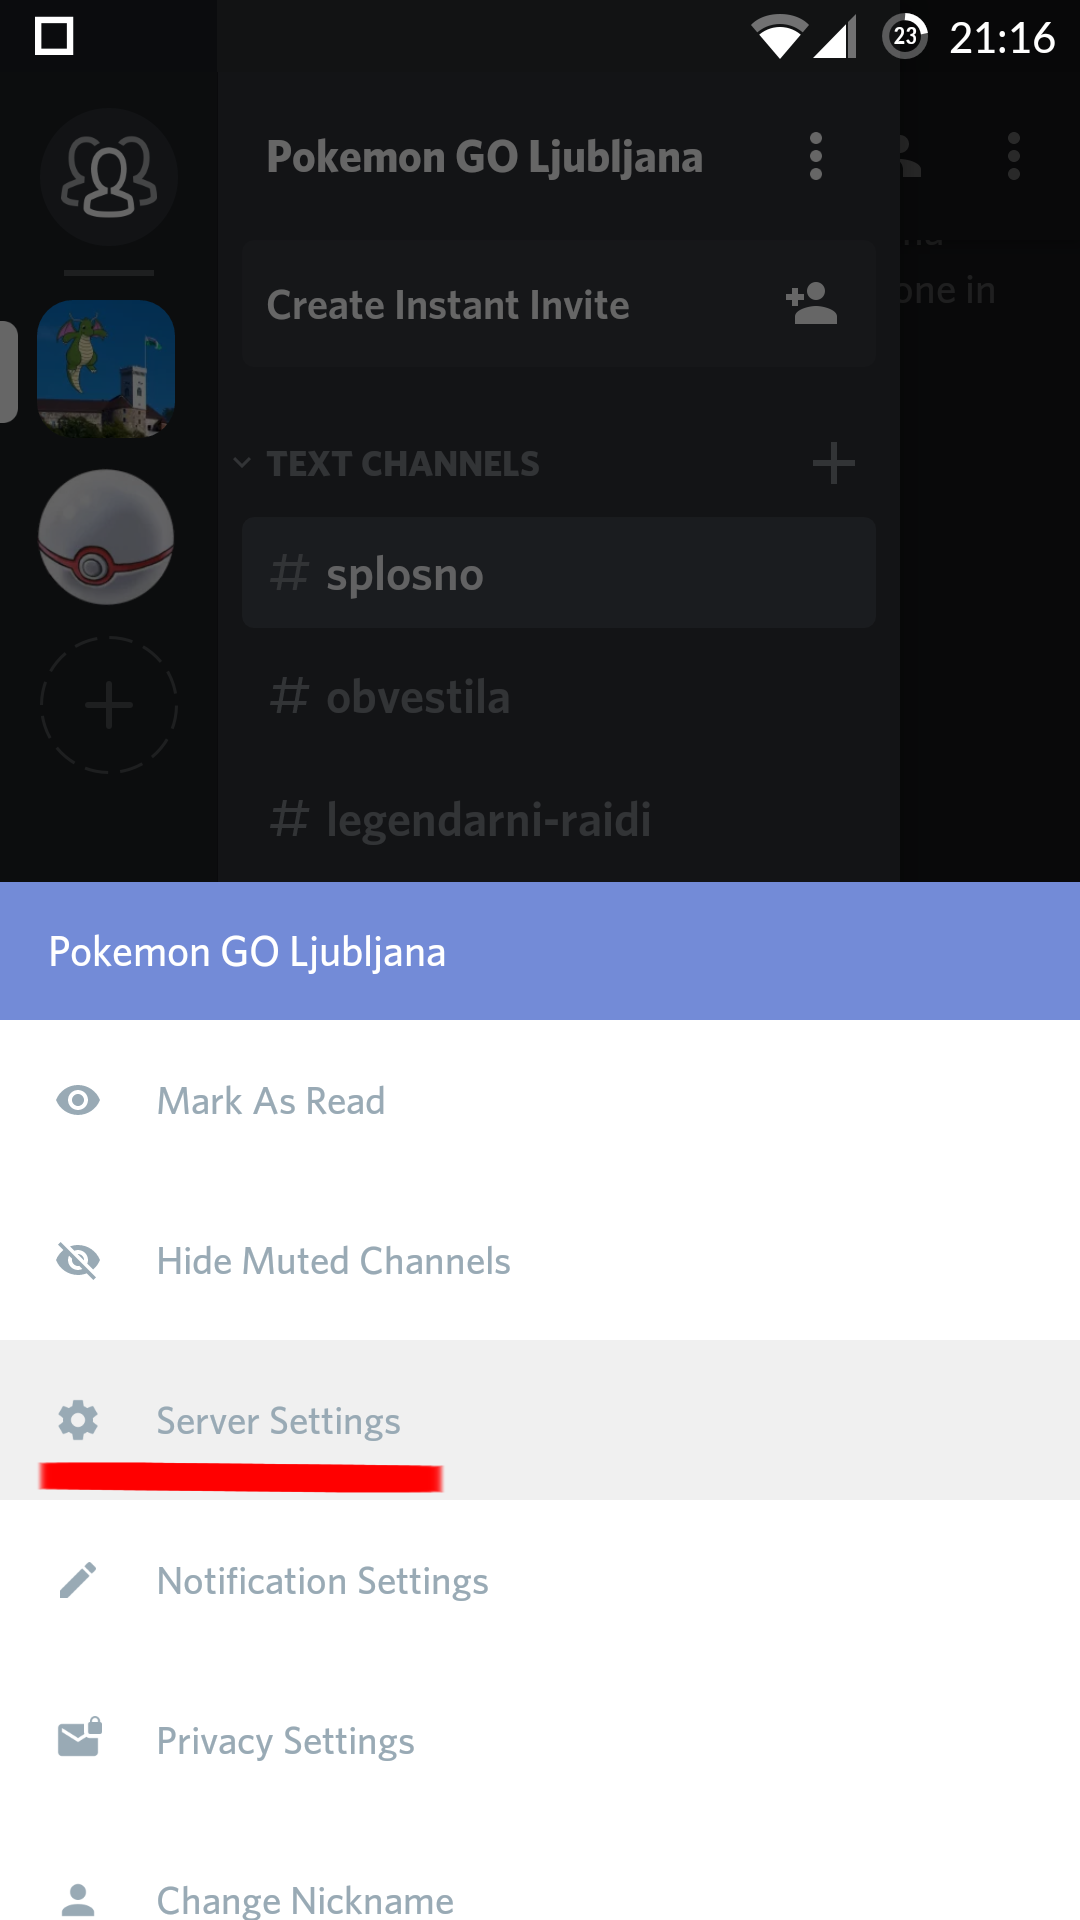 23 21:16
Pokemon GO Ljubljana
Create Instant Invite
one in
TEXT CHANNELS
# splosno
# obvestila
# legendarni-raidi
Pokemon GO Ljubljana
Mark As Read
Hide Muted Channels
Server Settings
Notification Settings
Privacy Settings
Change Nickname